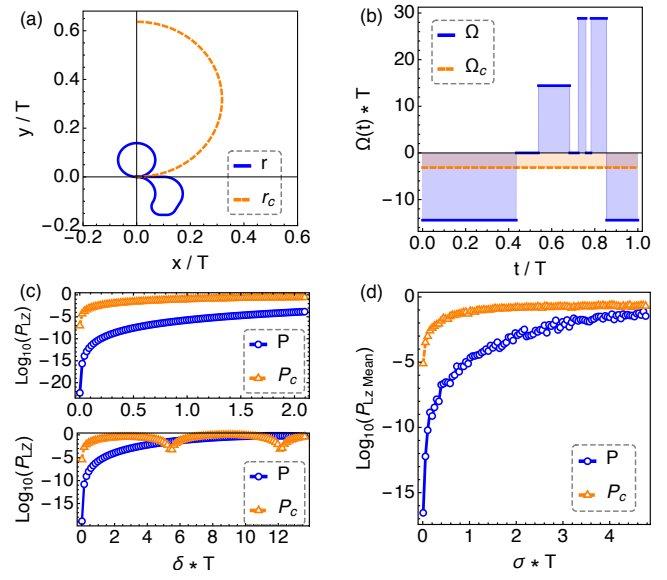 (a)
0.6
0.4
0.2
0.0
−0.2
−0.2 0.0 0.2 0.4 0.6
y / T
x / T
r
r_c
(b)
30
20
10
0
−10
0.0 0.2 0.4 0.6 0.8 1.0
Ω(t) * T
t / T
Ω
Ω_c
(c)
0
−5
−10
−15
−20
0.0 0.5 1.0 1.5 2.0
Log10(P_LZ)
P
P_c
0
−5
−10
−15
0 2 4 6 8 10 12
Log10(P_LZ)
δ * T
P
P_c
(d)
0
−5
−10
−15
0 1 2 3 4
Log10(P_Lz Mean)
σ * T
P
P_c